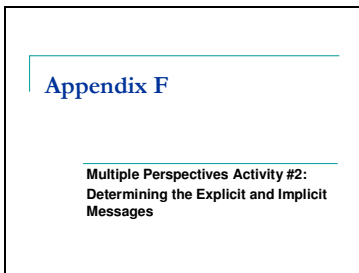 Appendix F
Multiple Perspectives Activity #2:
Determining the Explicit and Implicit
Messages